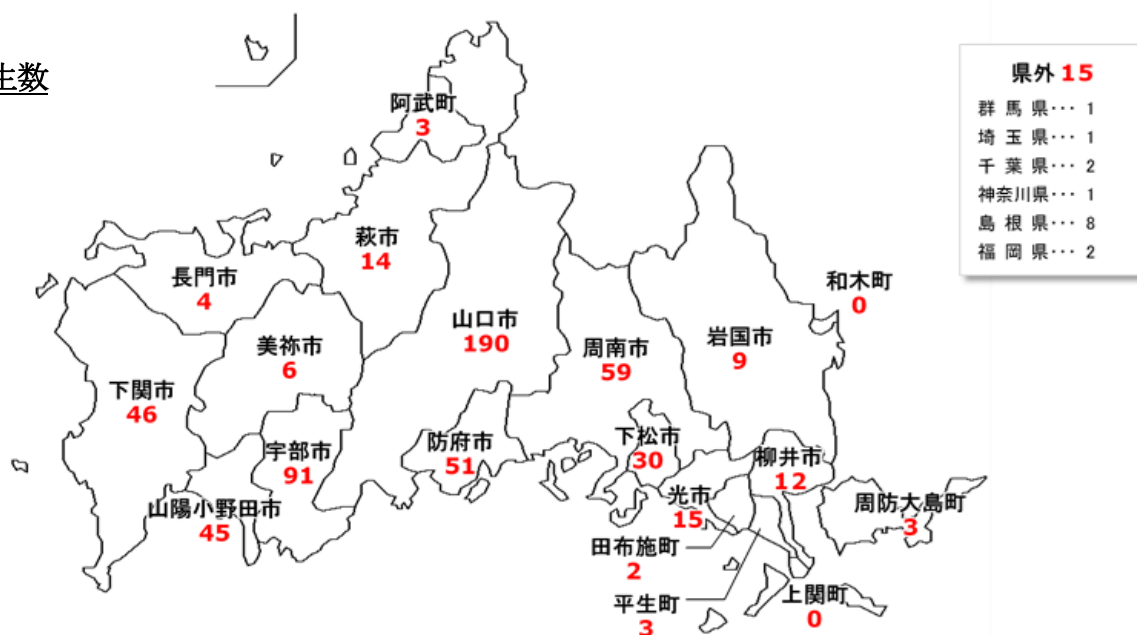 生数
県外 15
群馬県･･･ 1
埼玉県･･･ 1
千葉県･･･ 2
神奈川県･･･ 1
島根県･･･ 8
福岡県･･･ 2
阿武町
3
萩市
14
長門市
4
和木町
0
山口市
190
美祢市
6
周南市
59
岩国市
9
下関市
46
防府市
51
下松市
30
宇部市
91
柳井市
12
山陽小野田市
45
光市
15
周防大島町
3
田布施町
2
平生町
3
上関町
0